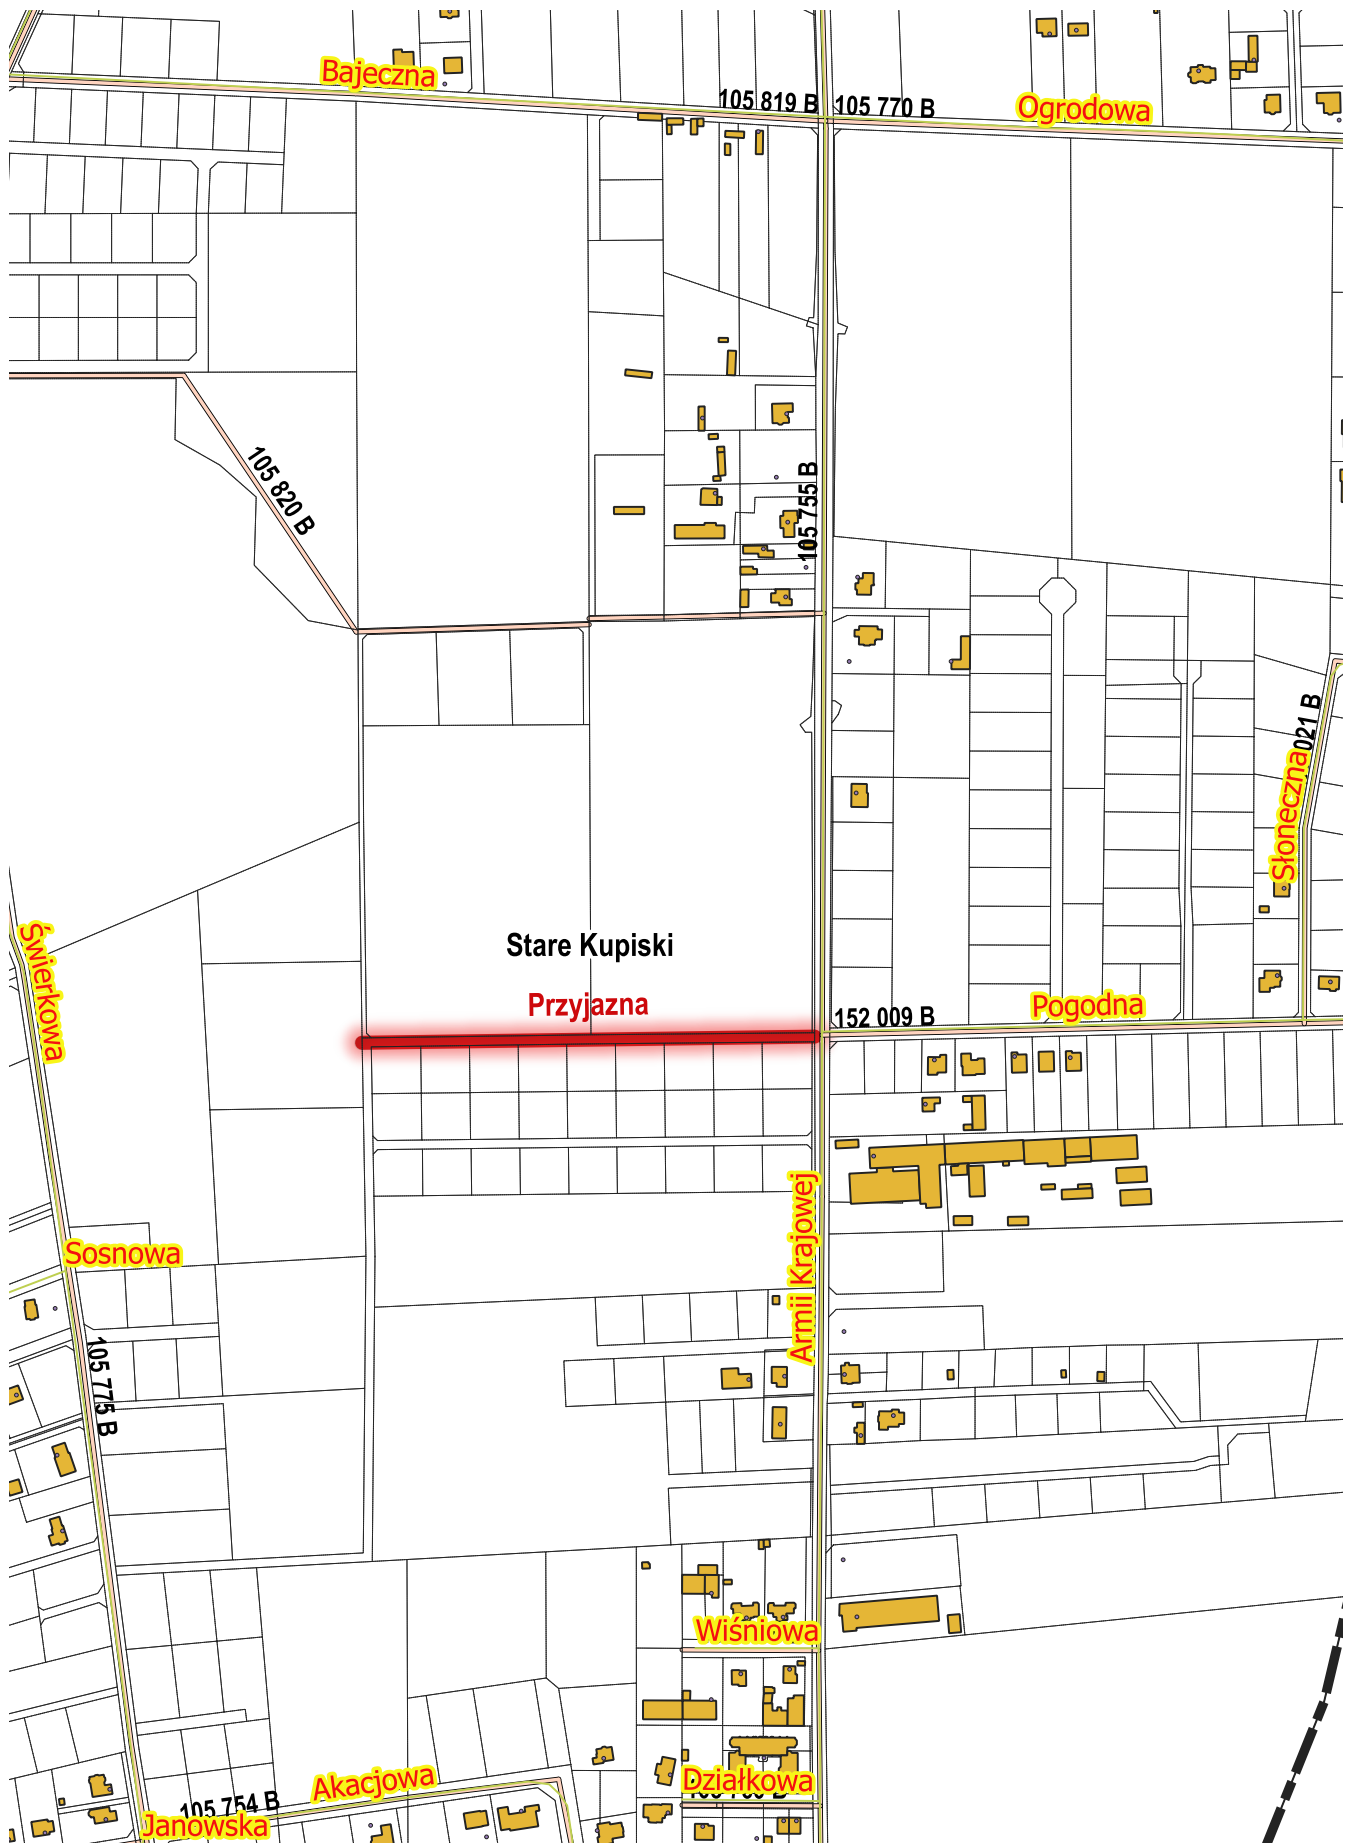 Bajeczna
105 819 B
105 770 B
Ogrodowa
105 820 B
105 755 B
021 B
Słoneczna
Świerkowa
Stare Kupiski
Przyjazna
152 009 B
Pogodna
Armii Krajowej
Sosnowa
105 775 B
Wiśniowa
Działkowa
Akacjowa
105 754 B
Janowska